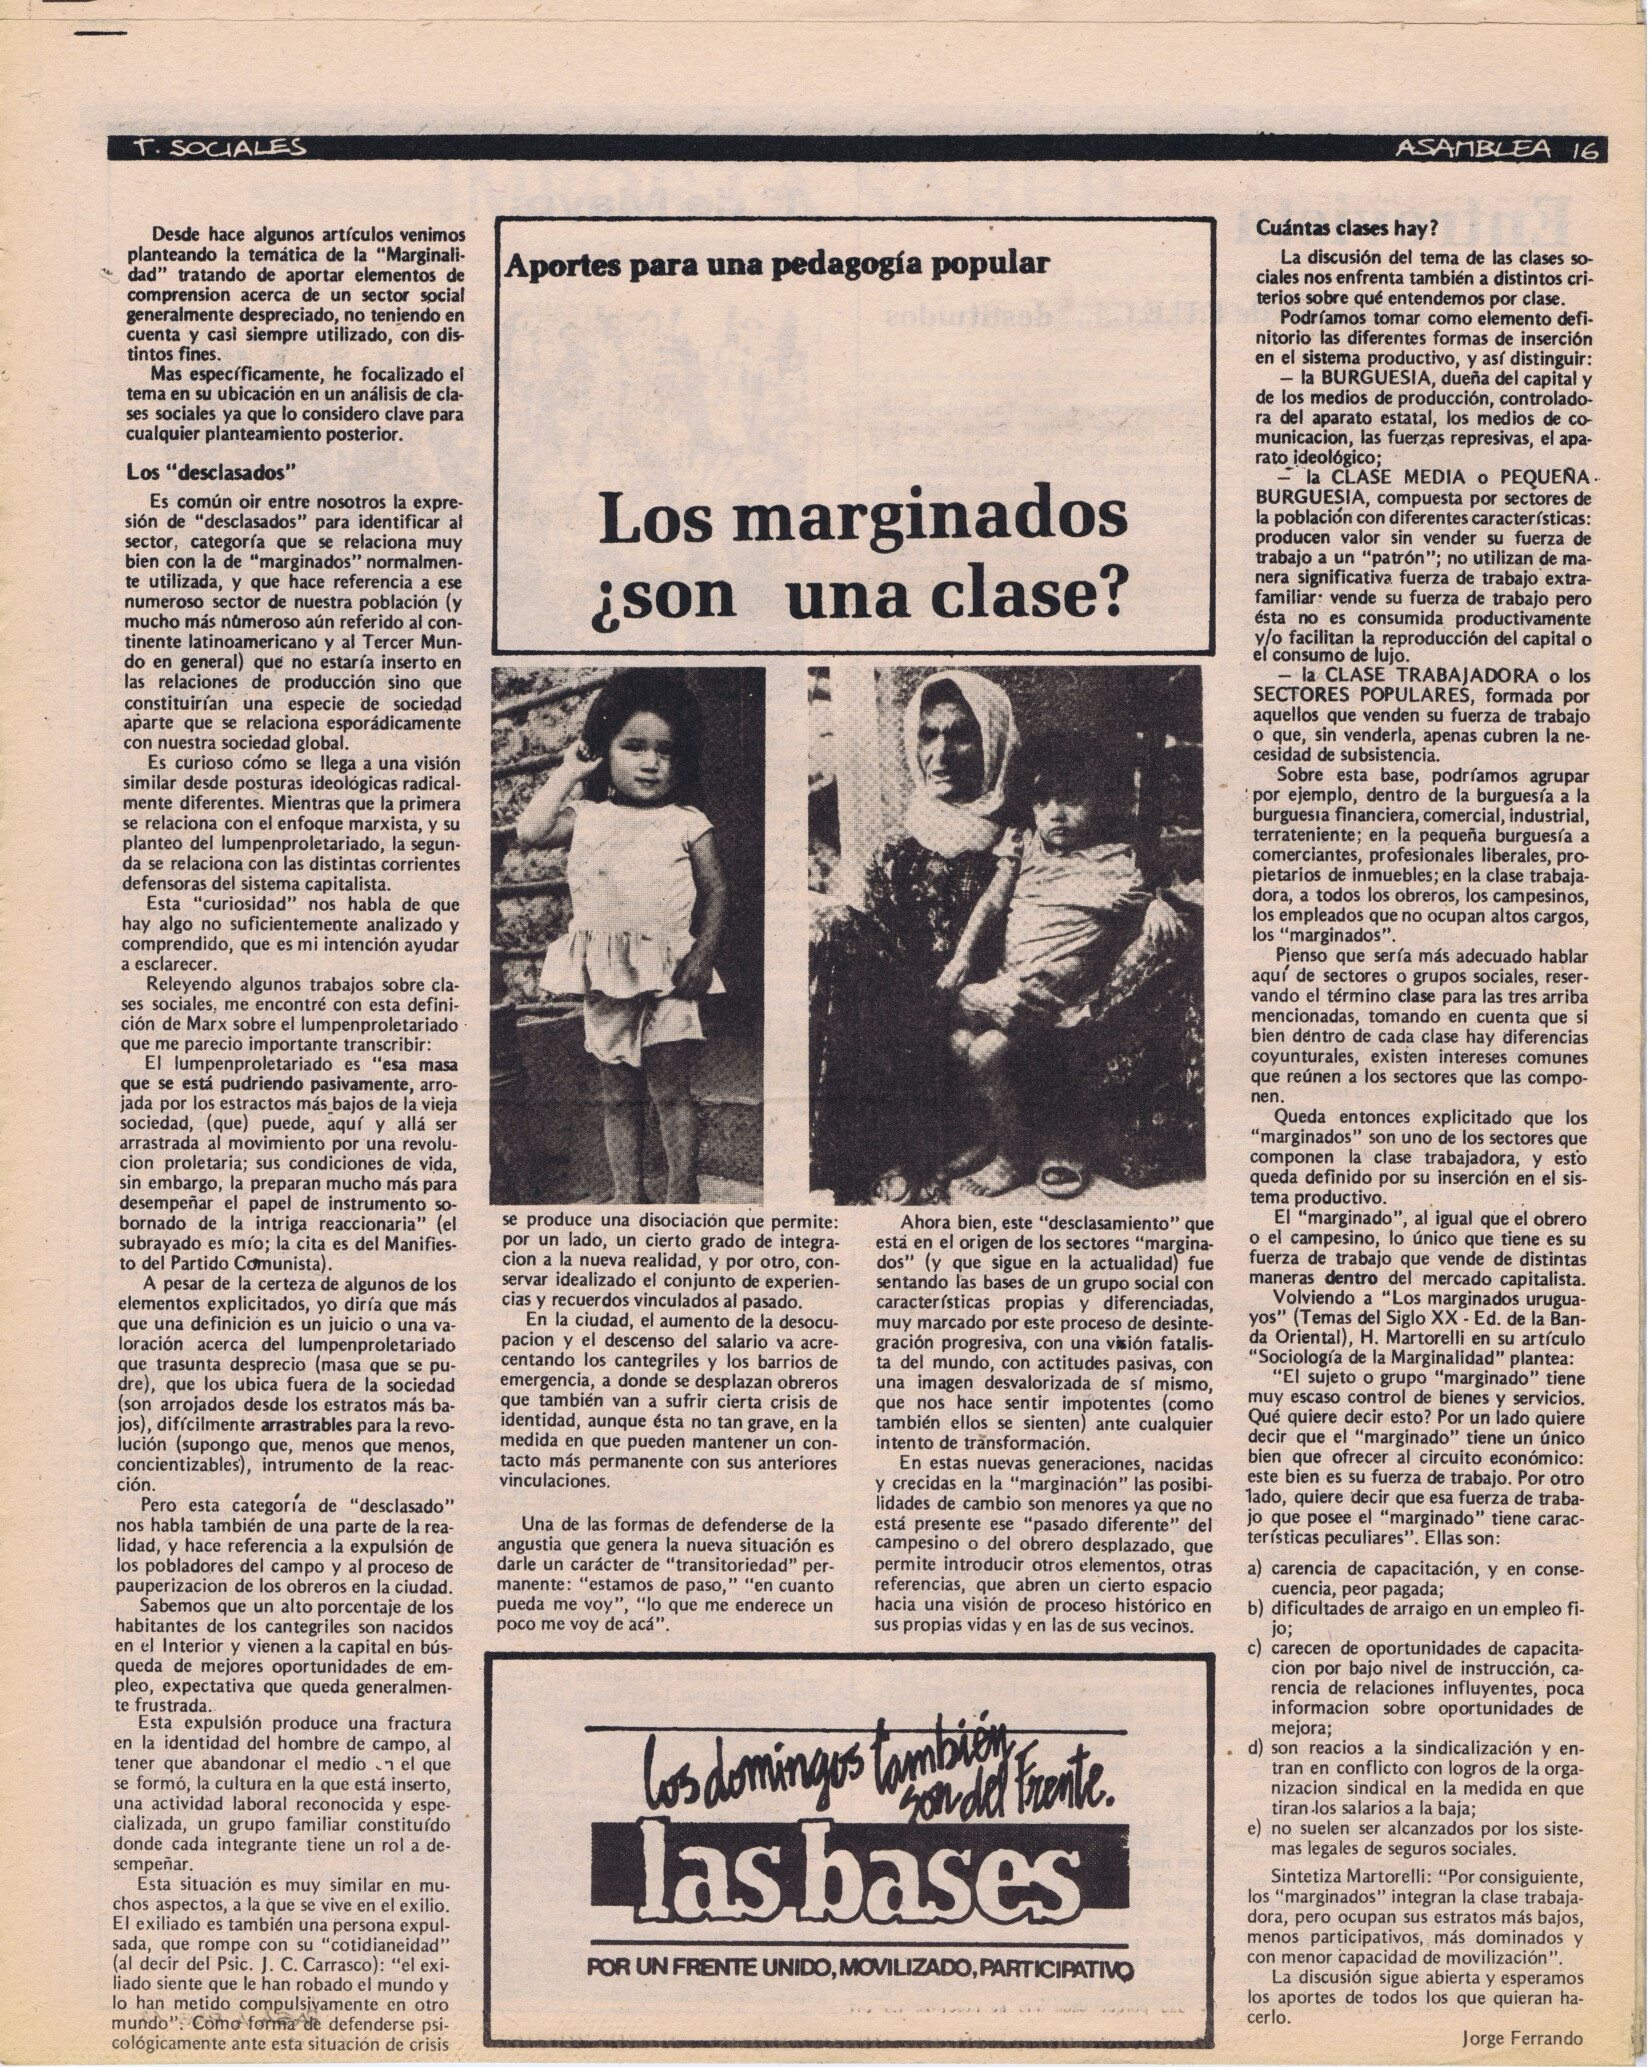 T. SOCIALES
ASAMBLEA 16
Desde hace algunos artículos venimos
planteando la temática de la "Marginali-
dad" tratando de aportar elementos de
comprension acerca de un sector social
generalmente despreciado, no teniendo en
cuenta y casi siempre utilizado, con dis-
tintos fines.
Mas específicamente, he focalizado el
tema en su ubicación en un análisis de cla-
ses sociales ya que lo considero clave para
cualquier planteamiento posterior.
Los "desclasados"
Es común oir entre nosotros la expre-
sión de "desclasados" para identificar al
sector, categoría que se relaciona muy
bien con la de "marginados" normalmen-
te utilizada, y que hace referencia a ese
numeroso sector de nuestra población (y
mucho más númeroso aún referido al con-
tinente latinoamericano y al Tercer Mun-
do en general) que no estaría inserto en
las relaciones de producción sino que
constituirían una especie de sociedad
aparte que se relaciona esporádicamente
con nuestra sociedad global.
Es curioso cómo se llega a una visión
similar desde posturas ideológicas radical-
mente diferentes. Mientras que la primera
se relaciona con el enfoque marxista, y su
planteo del lumpenproletariado, la segun-
da se relaciona con las distintas corrientes
defensoras del sistema capitalista.
Esta "curiosidad" nos habla de que
hay algo no suficientemente analizado y
comprendido, que es mi intención ayudar
a esclarecer.
Releyendo algunos trabajos sobre cla-
ses sociales, me encontré con esta defini-
ción de Marx sobre el lumpenproletariado
que me parecio importante transcribir:
El lumpenproletariado es "esa masa
que se está pudriendo pasivamente, arro-
jada por los estractos más bajos de la vieja
sociedad, (que) puede, aquí y allá ser
arrastrada al movimiento por una revolu-
cion proletaria; sus condiciones de vida,
sin embargo, la preparan mucho más para
desempeñar el papel de instrumento so-
bornado de la intriga reaccionaria" (el
subrayado es mío; la cita es del Manifies-
to del Partido Comunista).
A pesar de la certeza de algunos de los
elementos explicitados, yo diría que más
que una definición es un juicio o una va-
loración acerca del lumpenproletariado
que trasunta desprecio (masa que se pu-
dre), que los ubica fuera de la sociedad
(son arrojados desde los estratos más ba-
jos), difícilmente arrastrables para la revo-
lución (supongo que, menos que menos,
concientizables), intrumento de la reac-
ción.
Pero esta categoría de "desclasado"
nos habla también de una parte de la rea-
lidad, y hace referencia a la expulsión de
los pobladores del campo y al proceso de
pauperizacion de los obreros en la ciudad.
Sabemos que un alto porcentaje de los
habitantes de los cantegriles son nacidos
en el Interior y vienen a la capital en bús-
queda de mejores oportunidades de em-
pleo, expectativa que queda generalmen-
te frustrada.
Esta expulsión produce una fractura
en la identidad del hombre de campo, al
tener que abandonar el medio en el que
se formó, la cultura en la que está inserto,
una actividad laboral reconocida y espe-
cializada, un grupo familiar constituído
donde cada integrante tiene un rol a de-
sempeñar.
Esta situación es muy similar en mu-
chos aspectos, a la que se vive en el exilio.
El exiliado es también una persona expul-
sada, que rompe con su "cotidianeidad"
(al decir del Psic. J. C. Carrasco): "el exi-
liado siente que le han robado el mundo y
lo han metido compulsivamente en otro
mundo". Como forma de defenderse psi-
cológicamente ante esta situación de crisis
Aportes para una pedagogía popular
Los marginados
¿son una clase?
se produce una disociación que permite:
por un lado, un cierto grado de integra-
cion a la nueva realidad, y por otro, con-
servar idealizado el conjunto de experien-
cias y recuerdos vinculados al pasado.
En la ciudad, el aumento de la desocu-
pacion y el descenso del salario va acre-
centando los cantegriles y los barrios de
emergencia, a donde se desplazan obreros
que también van a sufrir cierta crisis de
identidad, aunque ésta no tan grave, en la
medida en que pueden mantener un con-
tacto más permanente con sus anteriores
vinculaciones.
Una de las formas de defenderse de la
angustia que genera la nueva situación es
darle un carácter de "transitoriedad" per-
manente: "estamos de paso," "en cuanto
pueda me voy", "lo que me enderece un
poco me voy de acá".
Ahora bien, este "desclasamiento" que
está en el origen de los sectores "margina-
dos" (y que sigue en la actualidad) fue
sentando las bases de un grupo social con
características propias y diferenciadas,
muy marcado por este proceso de desinte-
gración progresiva, con una visión fatalis-
ta del mundo, con actitudes pasivas, con
una imagen desvalorizada de sí mismo,
que nos hace sentir impotentes (como
también ellos se sienten) ante cualquier
intento de transformación.
En estas nuevas generaciones, nacidas
y crecidas en la "marginación" las posibi-
lidades de cambio son menores ya que no
está presente ese "pasado diferente" del
campesino o del obrero desplazado, que
permite introducir otros elementos, otras
referencias, que abren un cierto espacio
hacia una visión de proceso histórico en
sus propias vidas y en las de sus vecinos.
los domingos también
son del Frente.
las bases
POR UN FRENTE UNIDO, MOVILIZADO, PARTICIPATIVO
Cuántas clases hay?
La discusión del tema de las clases so-
ciales nos enfrenta también a distintos cri-
terios sobre qué entendemos por clase.
Podríamos tomar como elemento defi-
nitorio las diferentes formas de inserción
en el sistema productivo, y así distinguir:
— la BURGUESIA, dueña del capital y
de los medios de producción, controlado-
ra del aparato estatal, los medios de co-
municacion, las fuerzas represivas, el apa-
rato ideológico;
— la CLASE MEDIA o PEQUEÑA
BURGUESIA, compuesta por sectores de
la población con diferentes características:
producen valor sin vender su fuerza de
trabajo a un "patrón"; no utilizan de ma-
nera significativa fuerza de trabajo extra-
familiar: vende su fuerza de trabajo pero
ésta no es consumida productivamente
y/o facilitan la reproducción del capital o
el consumo de lujo.
— la CLASE TRABAJADORA o los
SECTORES POPULARES, formada por
aquellos que venden su fuerza de trabajo
o que, sin venderla, apenas cubren la ne-
cesidad de subsistencia.
Sobre esta base, podríamos agrupar
por ejemplo, dentro de la burguesía a la
burguesia financiera, comercial, industrial,
terrateniente; en la pequeña burguesía a
comerciantes, profesionales liberales, pro-
pietarios de inmuebles; en la clase trabaja-
dora, a todos los obreros, los campesinos,
los empleados que no ocupan altos cargos,
los "marginados".
Pienso que sería más adecuado hablar
aquí de sectores o grupos sociales, reser-
vando el término clase para las tres arriba
mencionadas, tomando en cuenta que si
bien dentro de cada clase hay diferencias
coyunturales, existen intereses comunes
que reúnen a los sectores que las compo-
nen.
Queda entonces explicitado que los
"marginados" son uno de los sectores que
componen la clase trabajadora, y esto
queda definido por su inserción en el sis-
tema productivo.
El "marginado", al igual que el obrero
o el campesino, lo único que tiene es su
fuerza de trabajo que vende de distintas
maneras dentro del mercado capitalista.
Volviendo a "Los marginados urugua-
yos" (Temas del Siglo XX - Ed. de la Ban-
da Oriental), H. Martorelli en su artículo
"Sociología de la Marginalidad" plantea:
"El sujeto o grupo "marginado" tiene
muy escaso control de bienes y servicios.
Qué quiere decir esto? Por un lado quiere
decir que el "marginado" tiene un único
bien que ofrecer al circuito económico:
este bien es su fuerza de trabajo. Por otro
lado, quiere decir que esa fuerza de traba-
jo que posee el "marginado" tiene carac-
terísticas peculiares". Ellas son:
a) carencia de capacitación, y en conse-
cuencia, peor pagada;
b) dificultades de arraigo en un empleo fi-
jo;
c) carecen de oportunidades de capacita-
ción por bajo nivel de instrucción, ca-
rencia de relaciones influyentes, poca
informacion sobre oportunidades de
mejora;
d) son reacios a la sindicalización y en-
tran en conflicto con logros de la orga-
nizacion sindical en la medida en que
tiran los salarios a la baja;
e) no suelen ser alcanzados por los siste-
mas legales de seguros sociales.
Sintetiza Martorelli: "Por consiguiente,
los "marginados" integran la clase trabaja-
dora, pero ocupan sus estratos más bajos,
menos participativos, más dominados y
con menor capacidad de movilización".
La discusión sigue abierta y esperamos
los aportes de todos los que quieran ha-
cerlo.
Jorge Ferrando